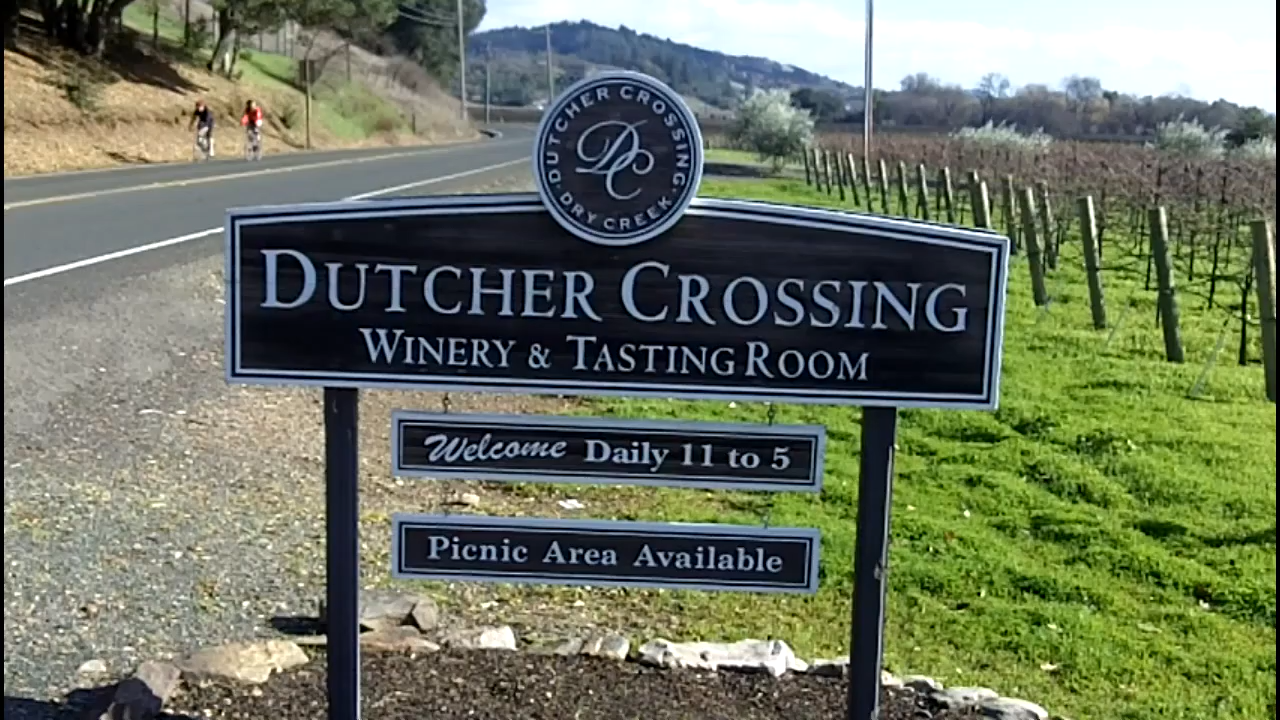 DUTCHER CROSSING
DC
DRY CREEK
DUTCHER CROSSING
WINERY & TASTING ROOM
Welcome Daily 11 to 5
Picnic Area Available